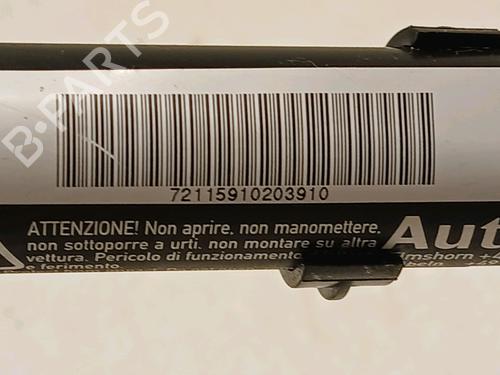 B-PARTS
72115910203910
ATTENZIONE! Non aprire, non manomettere,
non sottoporre a urti, non montare su altra
vettura. Pericolo di funzionamento
e ferimento.
Aut